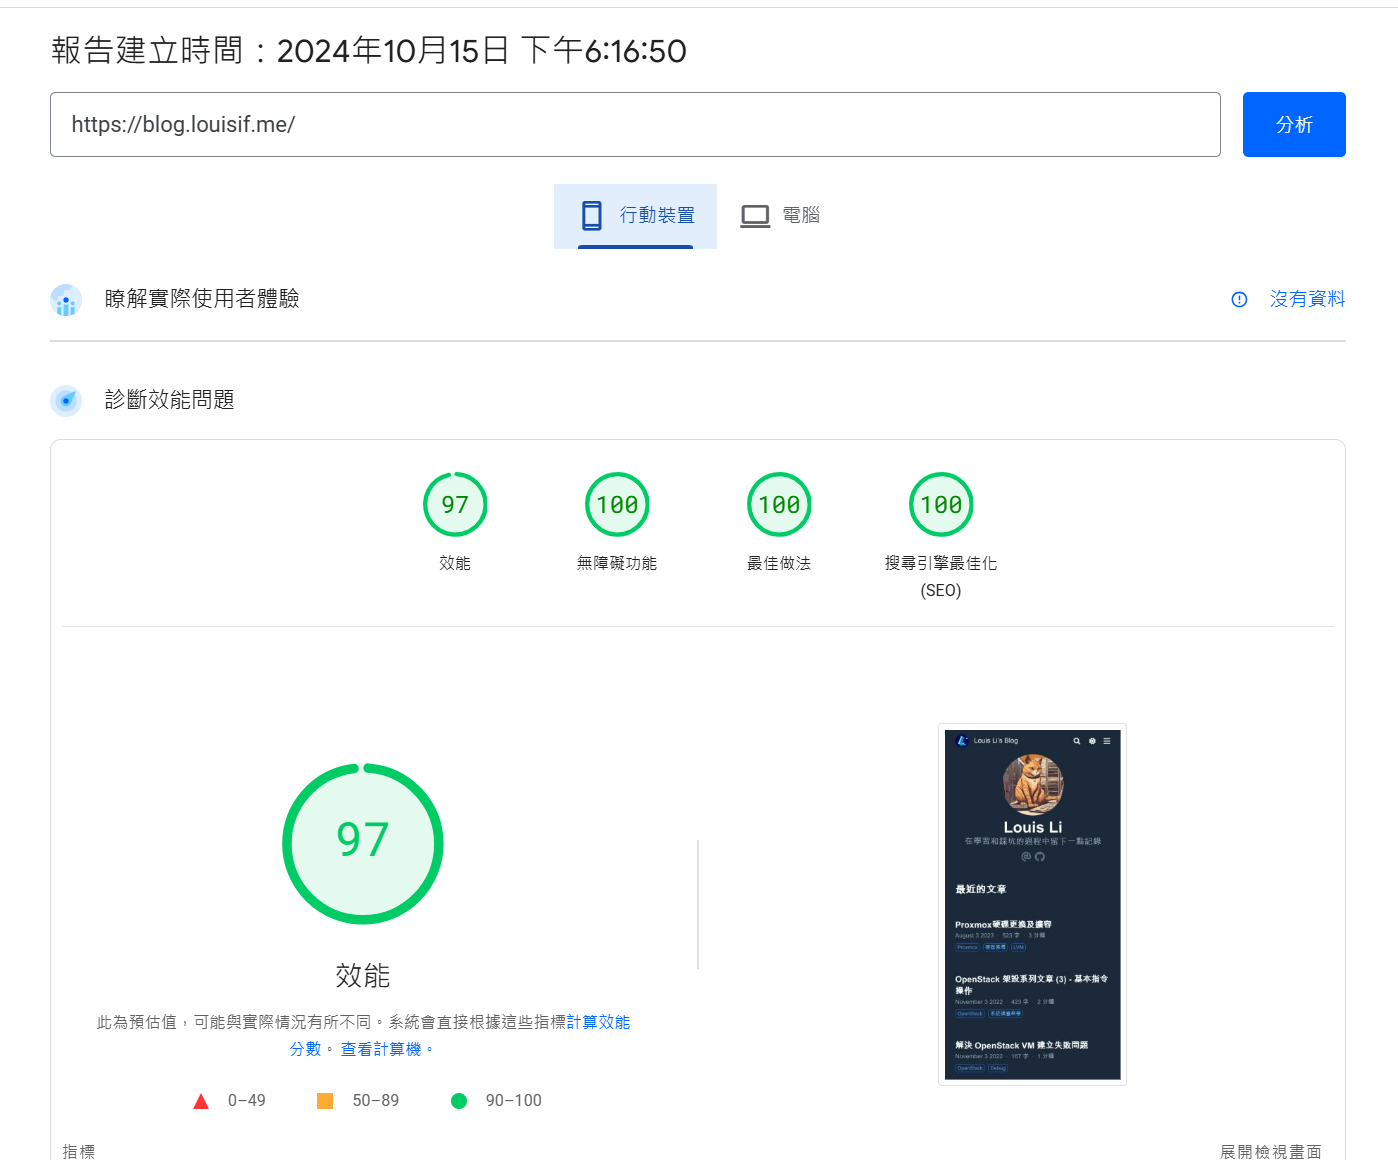 報告建立時間：2024年10月15日 下午6:16:50
https://blog.louisif.me/
分析
行動裝置
電腦
瞭解實際使用者體驗
沒有資料
診斷效能問題
97
100
100
100
效能
無障礙功能
最佳做法
搜尋引擎最佳化
(SEO)
97
效能
此為預估值，可能與實際情況有所不同。系統會直接根據這些指標計算效能
分數。查看計算機。
0–49
50–89
90–100
Louis Li's Blog
Louis Li
在學習和踩坑的過程中留下一點記錄
最近的文章
Proxmox硬碟更換及擴容
August 3 2023 · 523 字 · 3 分鐘
Proxmox
LVM
OpenStack 架設系列文章 (3) - 基本指令
操作
November 3 2022 · 423 字 · 2 分鐘
OpenStack
解決 OpenStack VM 建立失敗問題
November 3 2022 · 167 字 · 1 分鐘
OpenStack
Debug
指標
展開檢視畫面